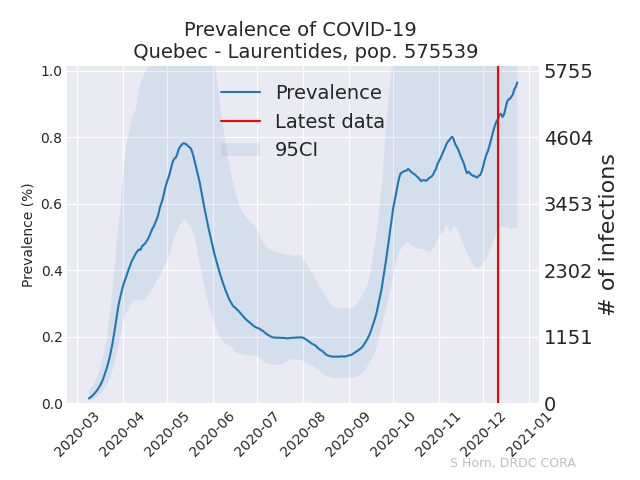 Prevalence of COVID-19
Quebec - Laurentides, pop. 575539
Prevalence
Latest data
95CI
Prevalence (%)
1.0
0.8
0.6
0.4
0.2
0.0
5755
4604
3453
2302
1151
0
# of infections
2020-03
2020-04
2020-05
2020-06
2020-07
2020-08
2020-09
2020-10
2020-11
2020-12
2021-01
S Horn, DRDC CORA